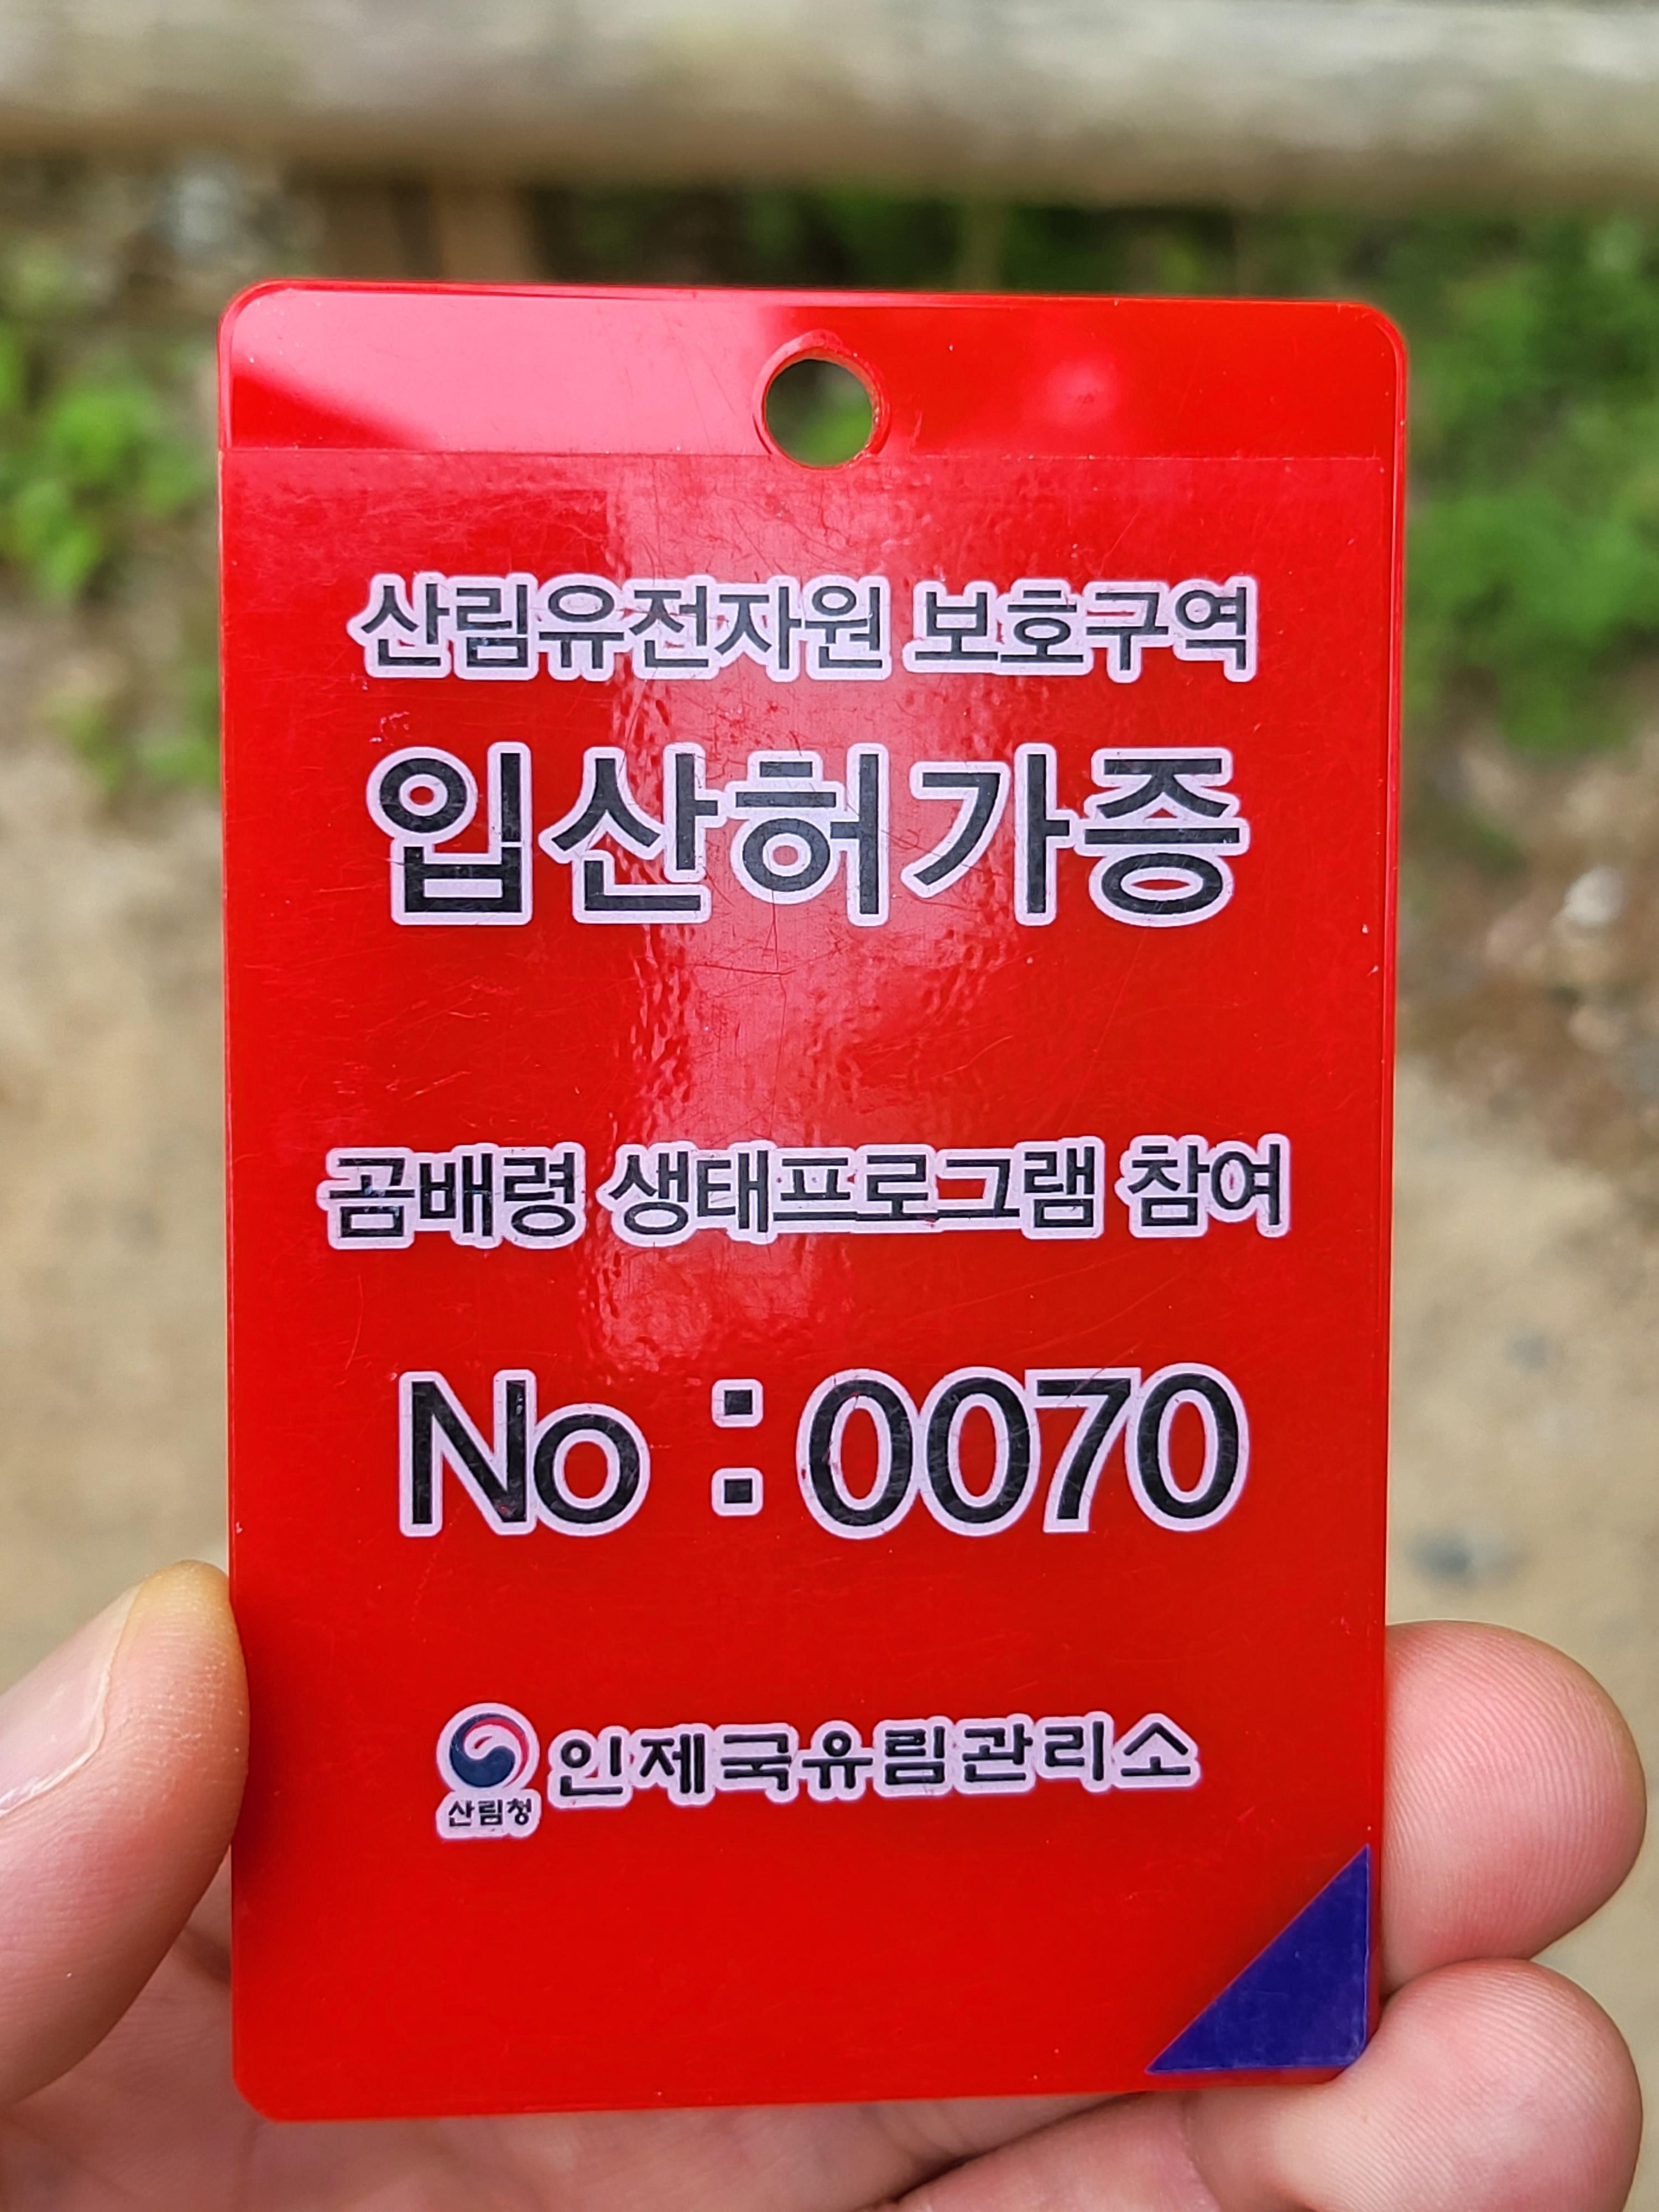 산림유전자원 보호구역
입산허가증
곰배령 생태프로그램 참여
No : 0070
인제국유림관리소
산림청